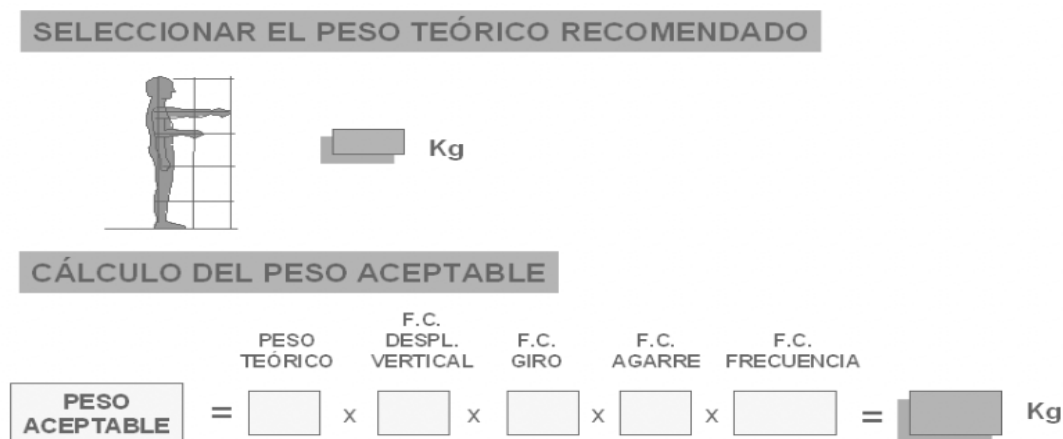 SELECCIONAR EL PESO TEÓRICO RECOMENDADO
Kg
CÁLCULO DEL PESO ACEPTABLE
PESO TEÓRICO
F.C. DESPL. VERTICAL
F.C. GIRO
F.C. AGARRE
F.C. FRECUENCIA
PESO ACEPTABLE
= x x x x = Kg